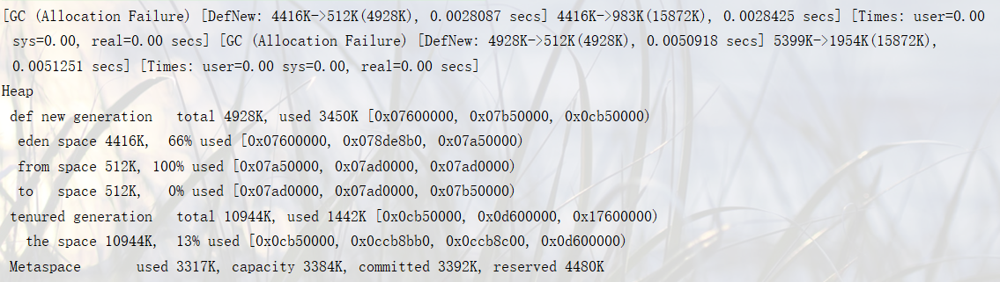 [GC (Allocation Failure) [DefNew: 4416K->512K(4928K), 0.0028087 secs] 4416K->983K(15872K), 0.0028425 secs] [Times: user=0.00
sys=0.00, real=0.00 secs] [GC (Allocation Failure) [DefNew: 4928K->512K(4928K), 0.0050918 secs] 5399K->1954K(15872K),
0.0051251 secs] [Times: user=0.00 sys=0.00, real=0.00 secs]
Heap
def new generation   total 4928K, used 3450K [0x07600000, 0x07b50000, 0x0cb50000)
eden space 4416K,  66% used [0x07600000, 0x078de8b0, 0x07a50000)
from space 512K, 100% used [0x07a50000, 0x07ad0000, 0x07ad0000)
to   space 512K,   0% used [0x07ad0000, 0x07ad0000, 0x07b50000)
tenured generation   total 10944K, used 1442K [0x0cb50000, 0x0d600000, 0x17600000)
the space 10944K,  13% used [0x0cb50000, 0x0ccb8bb0, 0x0ccb8c00, 0x0d600000)
Metaspace       used 3317K, capacity 3384K, committed 3392K, reserved 4480K